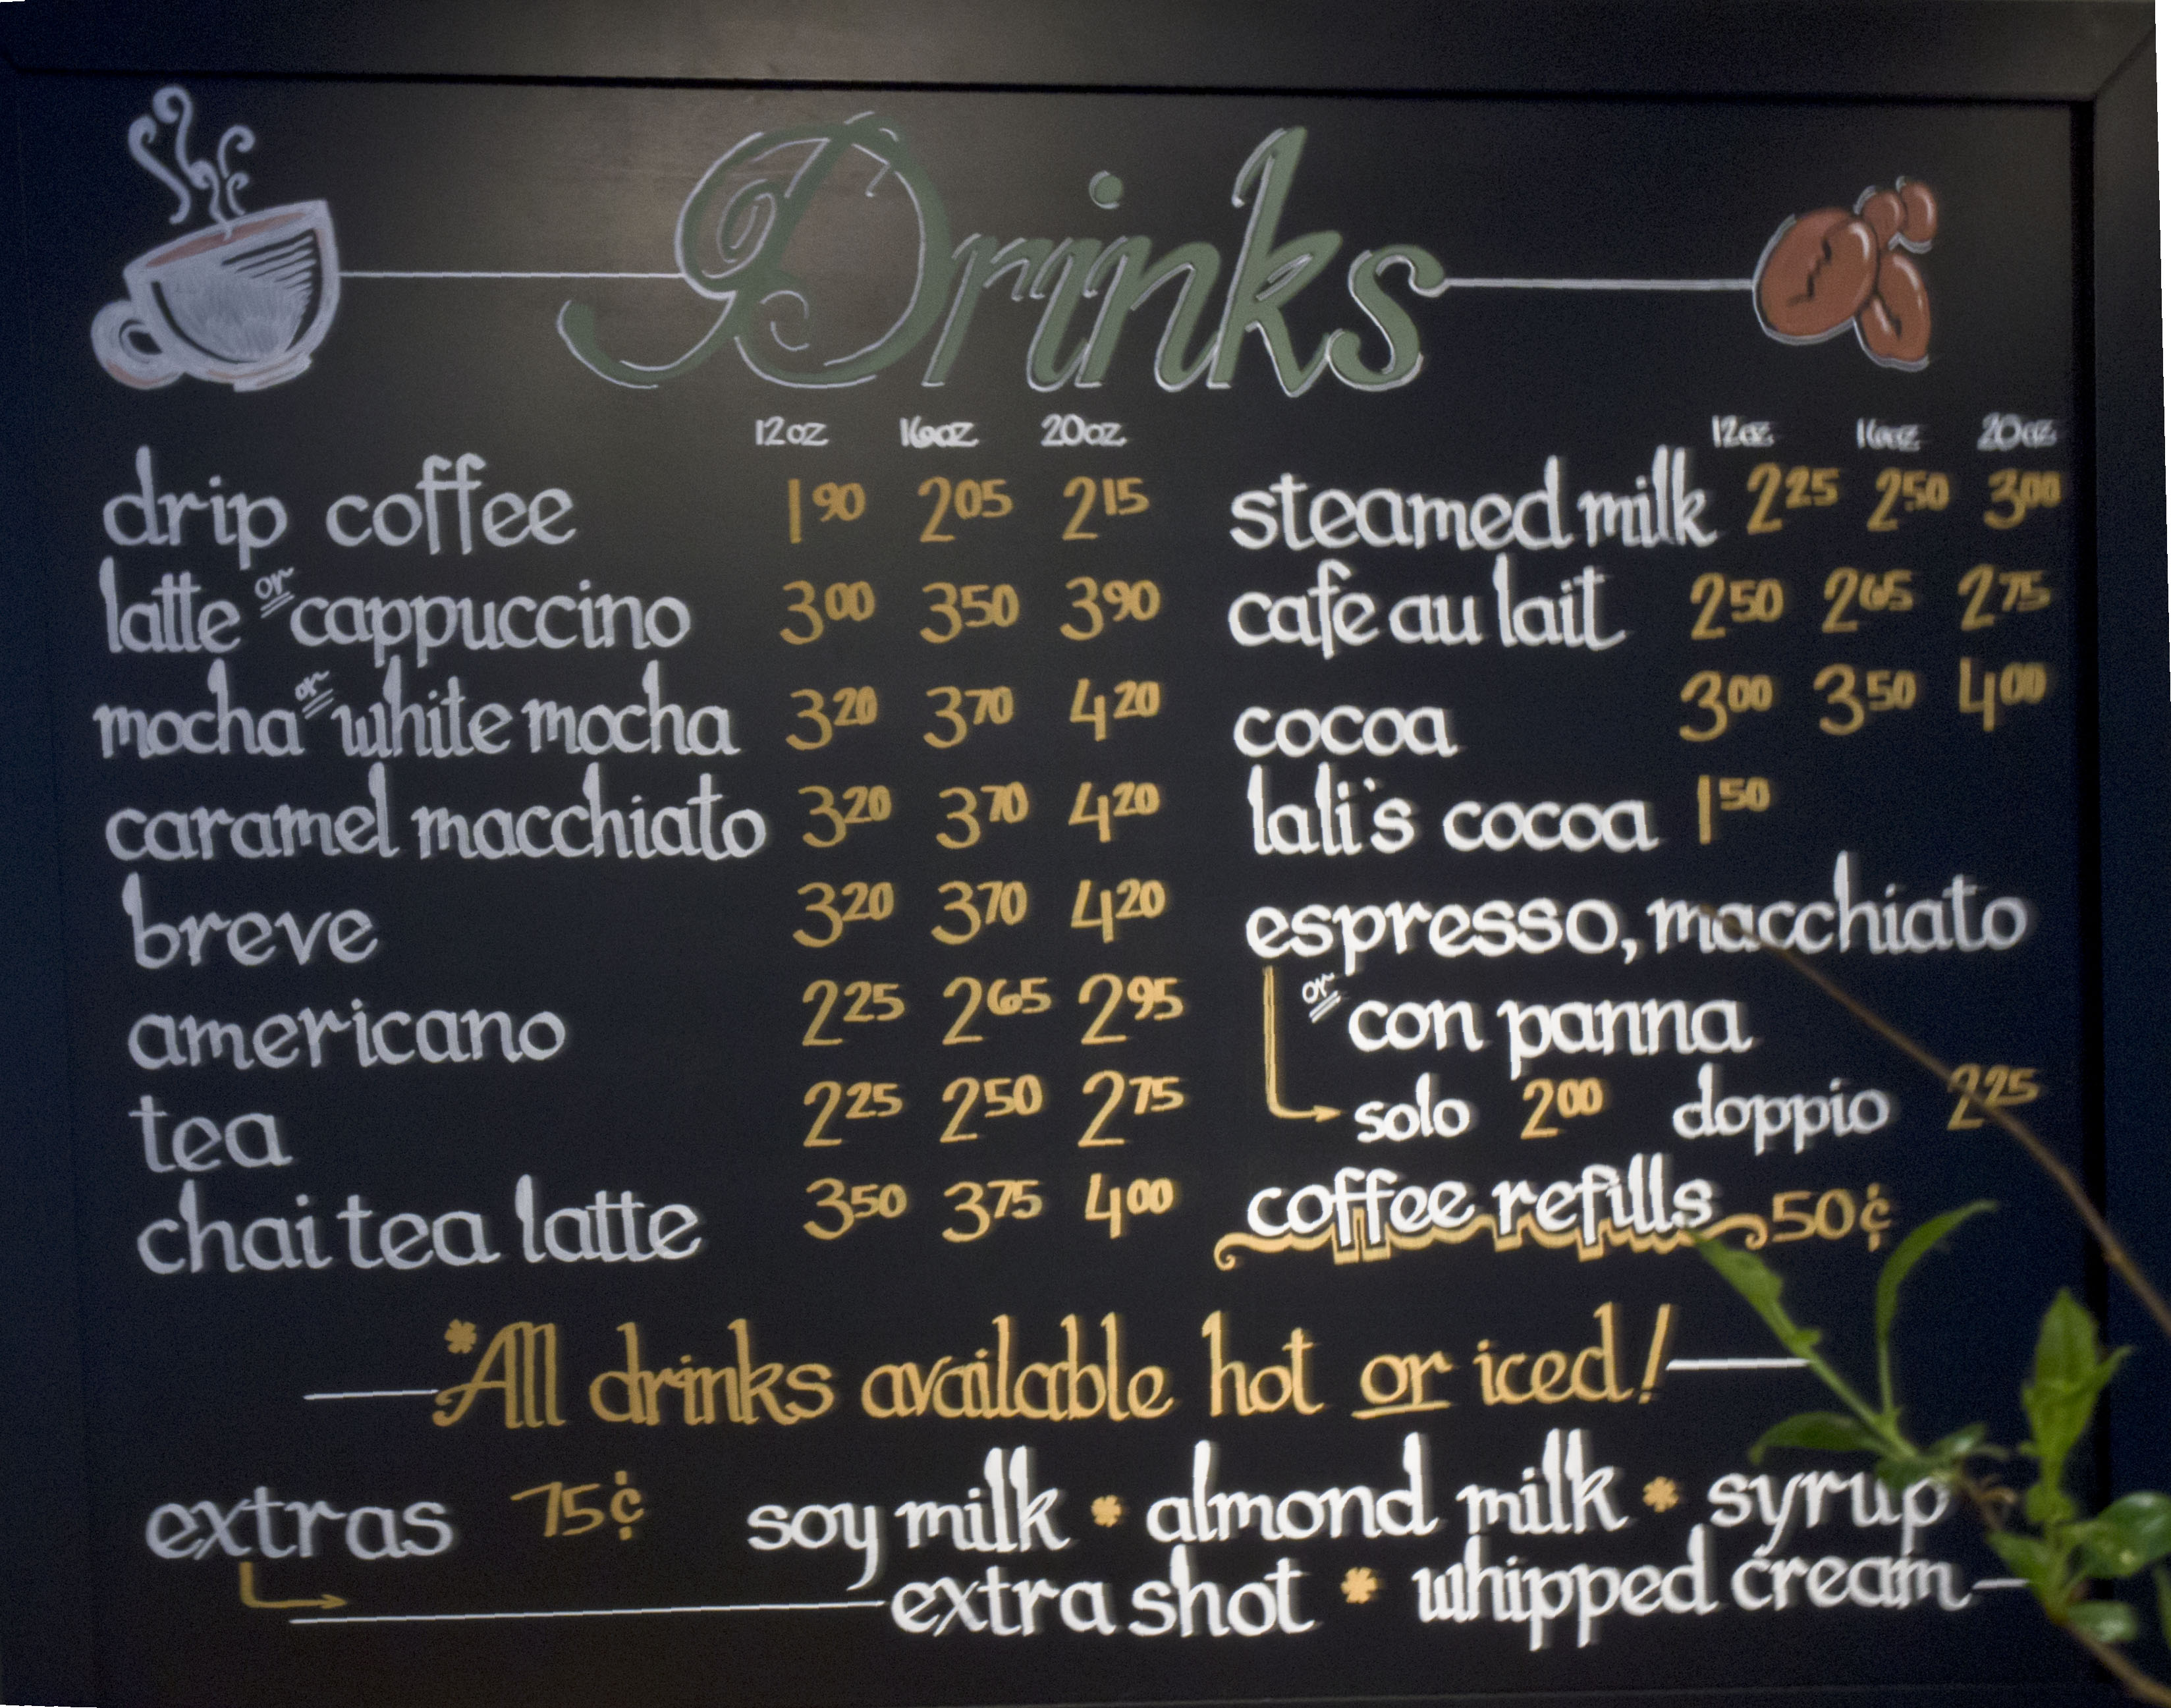 Drinks
12oz 16oz 20oz
drip coffee 1 90 2 05 2 15
latte or cappuccino 3 00 3 50 3 90
mocha or white mocha 3 20 3 70 4 20
caramel macchiato 3 20 3 70 4 20
breve 3 20 3 70 4 20
americano 2 25 2 65 2 95
tea 2 25 2 50 2 75
chai tea latte 3 50 3 75 4 00
12oz 16oz 20oz
steamed milk 2 25 2 50 3 00
cafe au lait 2 50 2 65 2 75
cocoa 3 00 3 50 4 00
lali's cocoa 1 50
espresso, macchiato
or con panna
solo 2 00 doppio 2 25
coffee refills 50¢
*All drinks available hot or iced!
extras 75¢ soy milk * almond milk * syrup
extra shot * whipped cream